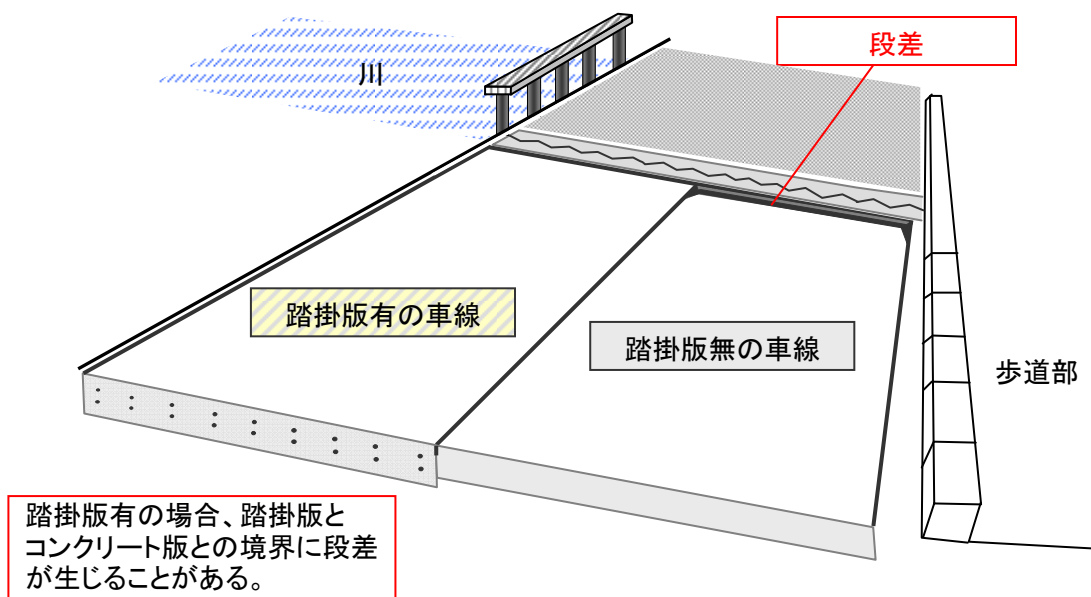 段差
川
踏掛版有の車線
踏掛版無の車線
歩道部
踏掛版有の場合、踏掛版と
コンクリート版との境界に段差
が生じることがある。